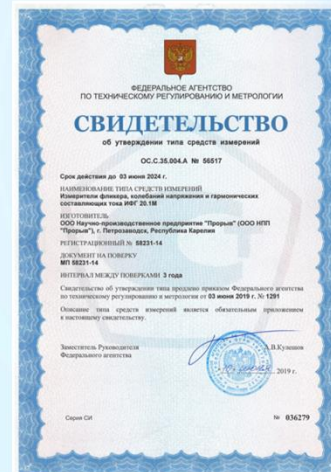 ФЕДЕРАЛЬНОЕ АГЕНТСТВО
ПО ТЕХНИЧЕСКОМУ РЕГУЛИРОВАНИЮ И МЕТРОЛОГИИ
СВИДЕТЕЛЬСТВО
об утверждении типа средств измерений
ОС.С.35.004.А № 56517
Срок действия до 03 июня 2024 г.
НАИМЕНОВАНИЕ ТИПА СРЕДСТВ ИЗМЕРЕНИЙ
Измерители фликера, колебаний напряжения и гармонических
составляющих тока ИФГ 20.1М
ИЗГОТОВИТЕЛЬ
ООО Научно-производственное предприятие "Прорыв" (ООО НПП
"Прорыв"), г. Петрозаводск, Республика Карелия
РЕГИСТРАЦИОННЫЙ № 58231-14
ДОКУМЕНТ НА ПОВЕРКУ
МП 58231-14
ИНТЕРВАЛ МЕЖДУ ПОВЕРКАМИ 3 года
Свидетельство об утверждении типа продлено приказом Федерального агентства
по техническому регулированию и метрологии от 03 июня 2019 г. № 1291
Описание типа средств измерений является обязательным приложением
к настоящему свидетельству.
Заместитель Руководителя
Федерального агентства
А.В.Кулешов
2019 г.
Серия СИ
№ 036279